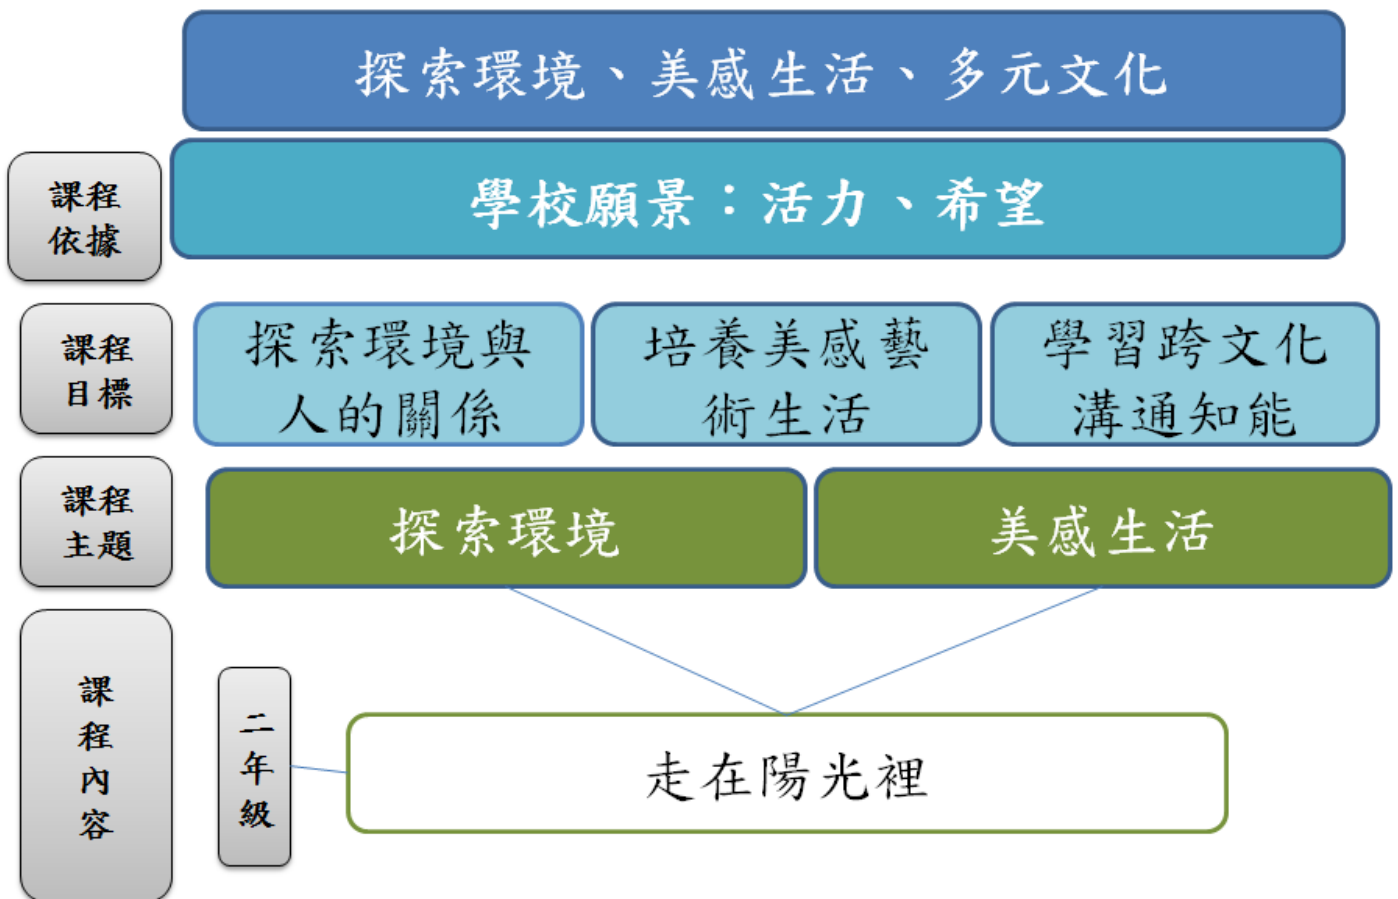 探索環境、美感生活、多元文化
課程
依據
學校願景：活力、希望
課程
目標
探索環境與
人的關係
培養美感藝
術生活
學習跨文化
溝通知能
課程
主題
探索環境
美感生活
課
程
內
容
二
年
級
走在陽光裡